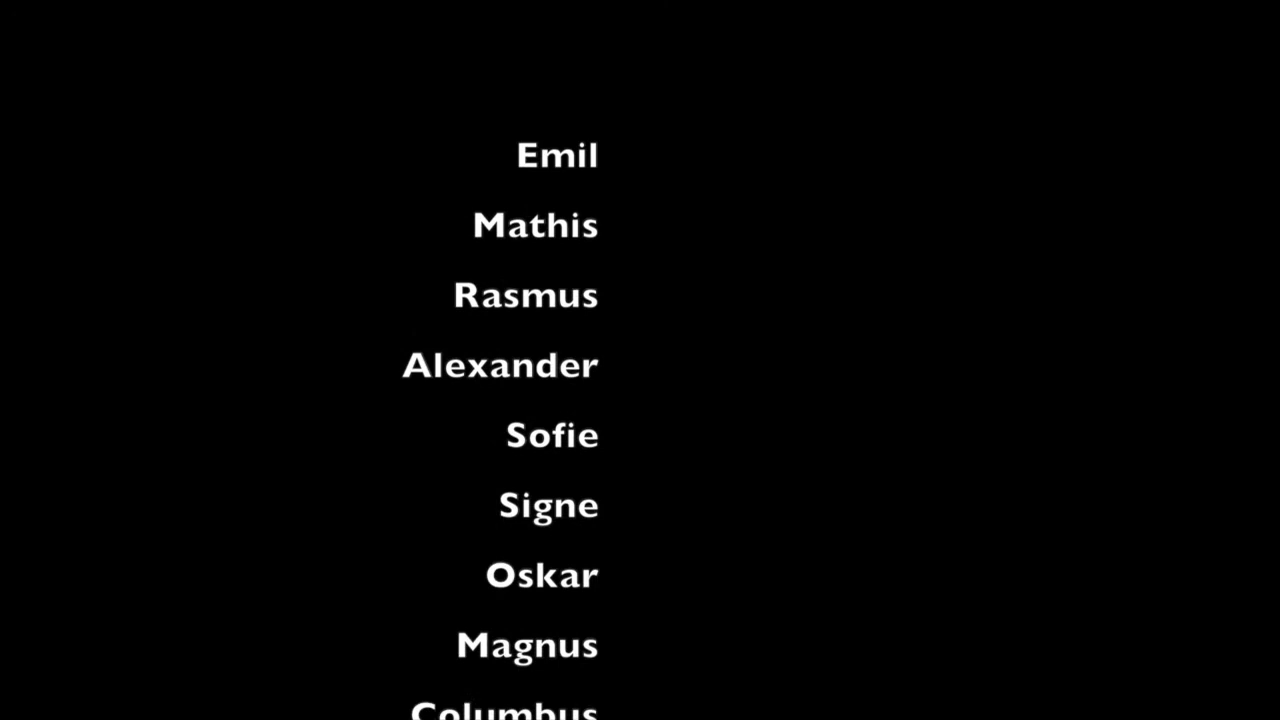 Emil
Mathis
Rasmus
Alexander
Sofie
Signe
Oskar
Magnus
Columbus